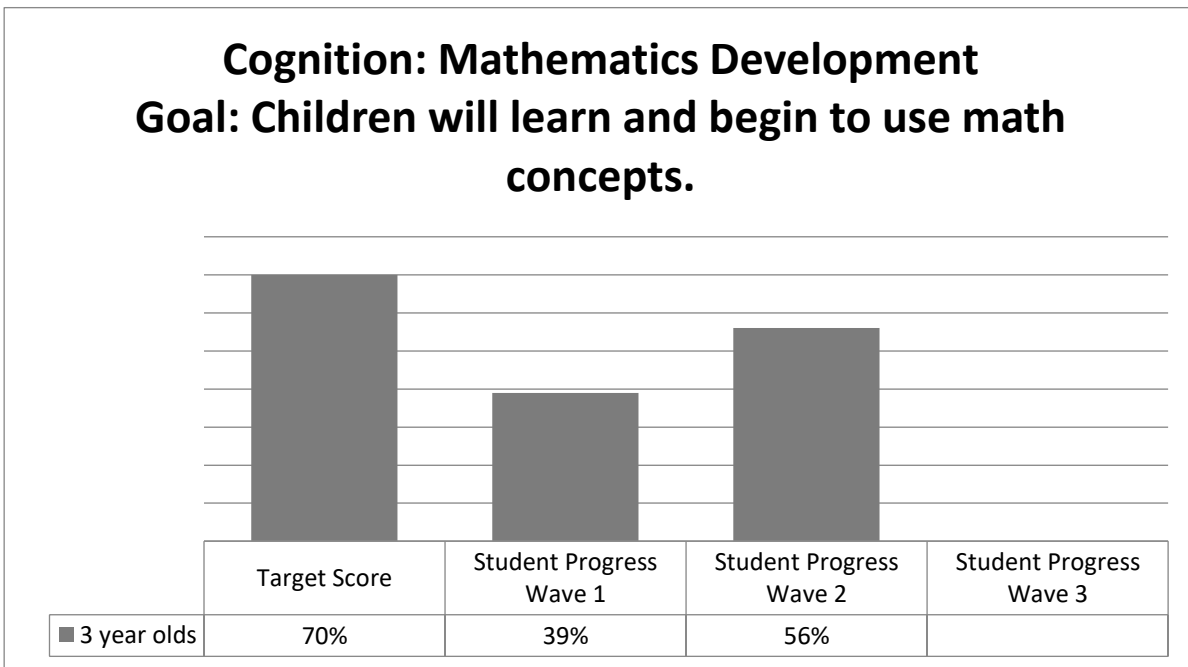 Cognition: Mathematics Development
Goal: Children will learn and begin to use math
concepts.
Target Score
Student Progress
Wave 1
Student Progress
Wave 2
Student Progress
Wave 3
3 year olds 70% 39% 56%